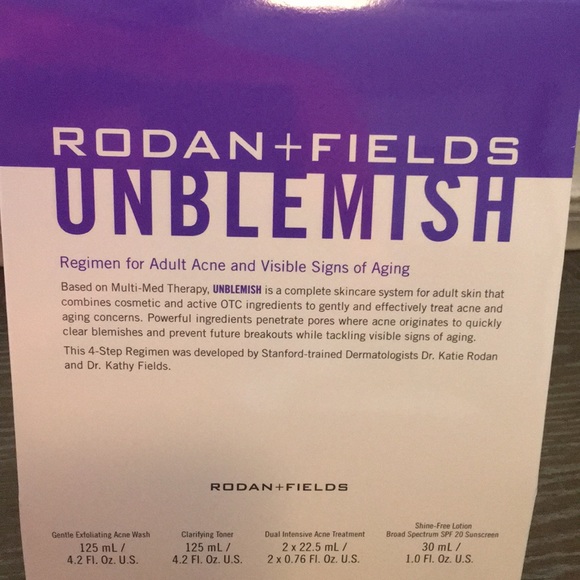 RODAN+FIELDS
UNBLEMISH
Regimen for Adult Acne and Visible Signs of Aging
Based on Multi-Med Therapy, UNBLEMISH is a complete skincare system for adult skin that
combines cosmetic and active OTC ingredients to gently and effectively treat acne and
aging concerns. Powerful ingredients penetrate pores where acne originates to quickly
clear blemishes and prevent future breakouts while tackling visible signs of aging.
This 4-Step Regimen was developed by Stanford-trained Dermatologists Dr. Katie Rodan
and Dr. Kathy Fields.
RODAN+FIELDS
Gentle Exfoliating Acne Wash
125 mL /
4.2 Fl. Oz. U.S.
Clarifying Toner
125 mL /
4.2 Fl. Oz. U.S.
Dual Intensive Acne Treatment
2 x 22.5 mL /
2 x 0.76 Fl. Oz. U.S.
Shine-Free Lotion
Broad Spectrum SPF 20 Sunscreen
30 mL /
1.0 Fl. Oz. U.S.